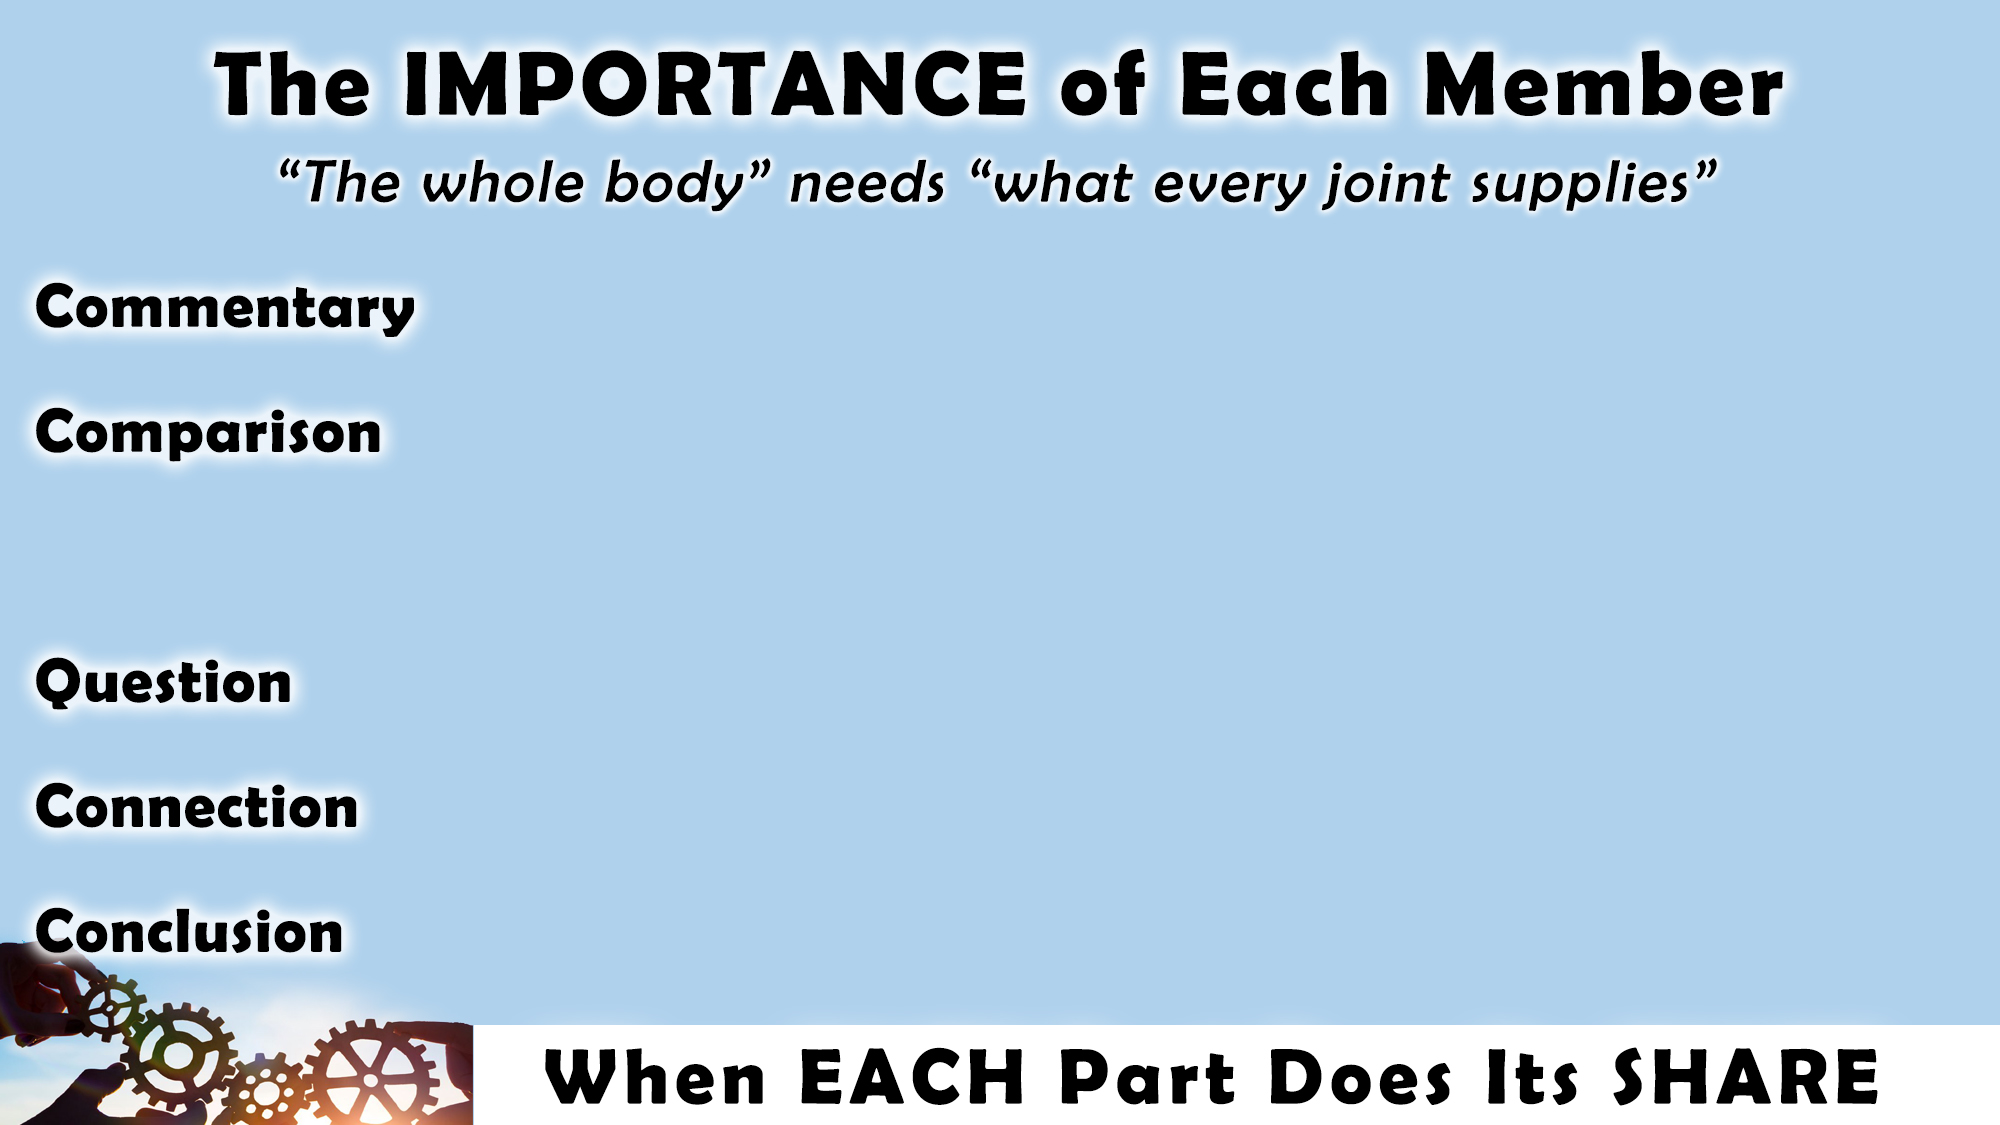 The IMPORTANCE of Each Member
“The whole body” needs “what every joint supplies”
Commentary
Comparison
Question
Connection
Conclusion
When EACH Part Does Its SHARE